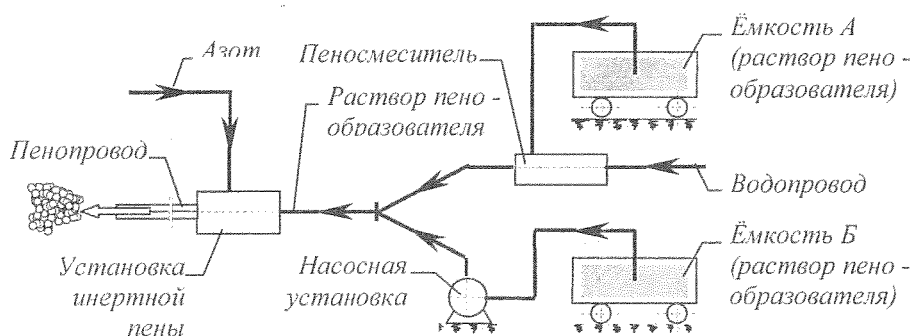 Азот
Пеносмеситель
Ёмкость А
(раствор пено -
образователя)
Раствор пено -
образователя
Пенопровод
Водопровод
Установка
инертной
пены
Насосная
установка
Ёмкость Б
(раствор пено -
образователя)